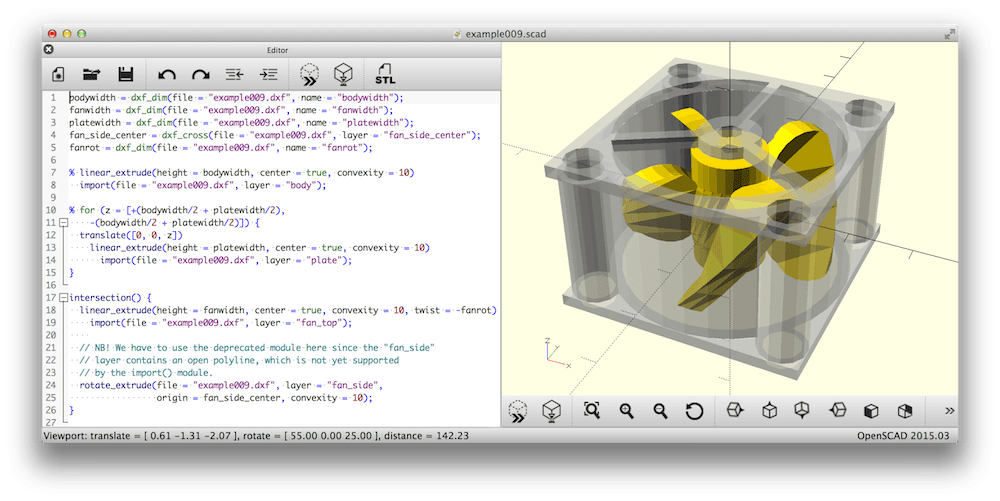 example009.scad
Editor
STL
1 bodywidth = dxf_dim(file = "example009.dxf", name = "bodywidth");
2 fanwidth = dxf_dim(file = "example009.dxf", name = "fanwidth");
3 platewidth = dxf_dim(file = "example009.dxf", name = "platewidth");
4 fan_side_center = dxf_cross(file = "example009.dxf", layer = "fan_side_center");
5 fanrot = dxf_dim(file = "example009.dxf", name = "fanrot");
6
7 % linear_extrude(height = bodywidth, center = true, convexity = 10)
8   import(file = "example009.dxf", layer = "body");
9
10 % for (z = [+(bodywidth/2 + platewidth/2),
11     -(bodywidth/2 + platewidth/2)]) {
12   translate([0, 0, z])
13     linear_extrude(height = platewidth, center = true, convexity = 10)
14       import(file = "example009.dxf", layer = "plate");
15 }
16
17 intersection() {
18   linear_extrude(height = fanwidth, center = true, convexity = 10, twist = -fanrot)
19     import(file = "example009.dxf", layer = "fan_top");
20
21   // NB! We have to use the deprecated module here since the "fan_side"
22   // layer contains an open polyline, which is not yet supported
23   // by the import() module.
24   rotate_extrude(file = "example009.dxf", layer = "fan_side",
25                  origin = fan_side_center, convexity = 10);
26 }
27
z
x
Viewport: translate = [ 0.61 -1.31 -2.07 ], rotate = [ 55.00 0.00 25.00 ], distance = 142.23
OpenSCAD 2015.03